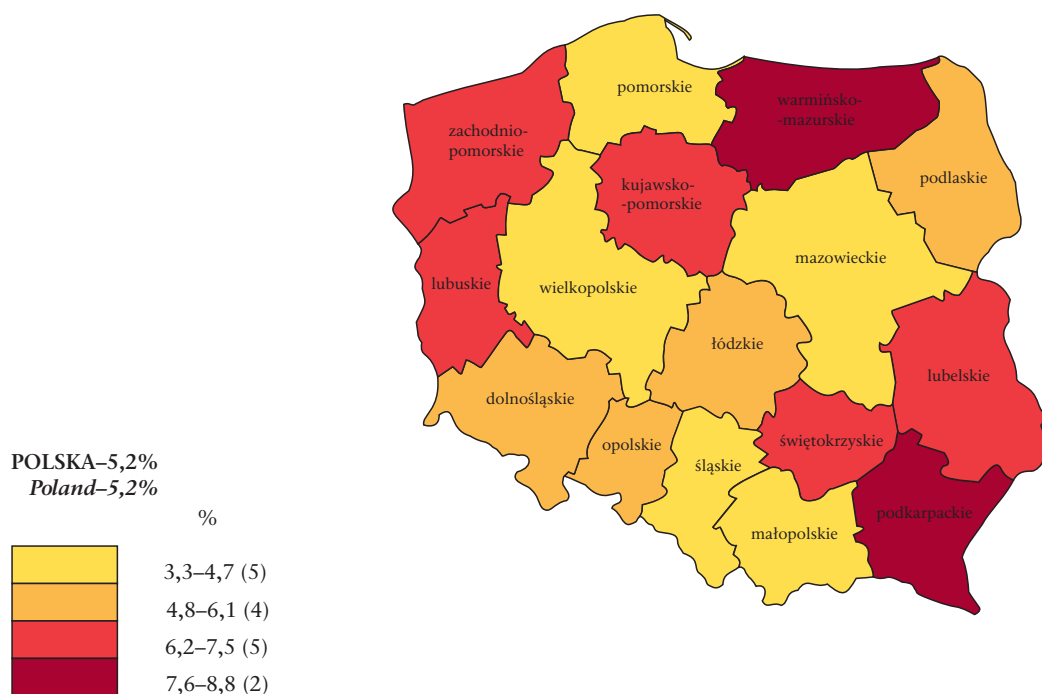 pomorskie
warmińsko-
-mazurskie
zachodnio-
pomorskie
podlaskie
kujawsko-
-pomorskie
mazowieckie
lubuskie
wielkopolskie
łódzkie
lubelskie
dolnośląskie
opolskie
świętokrzyskie
śląskie
podkarpackie
małopolskie
POLSKA–5,2%
Poland–5,2%
%
3,3–4,7 (5)
4,8–6,1 (4)
6,2–7,5 (5)
7,6–8,8 (2)